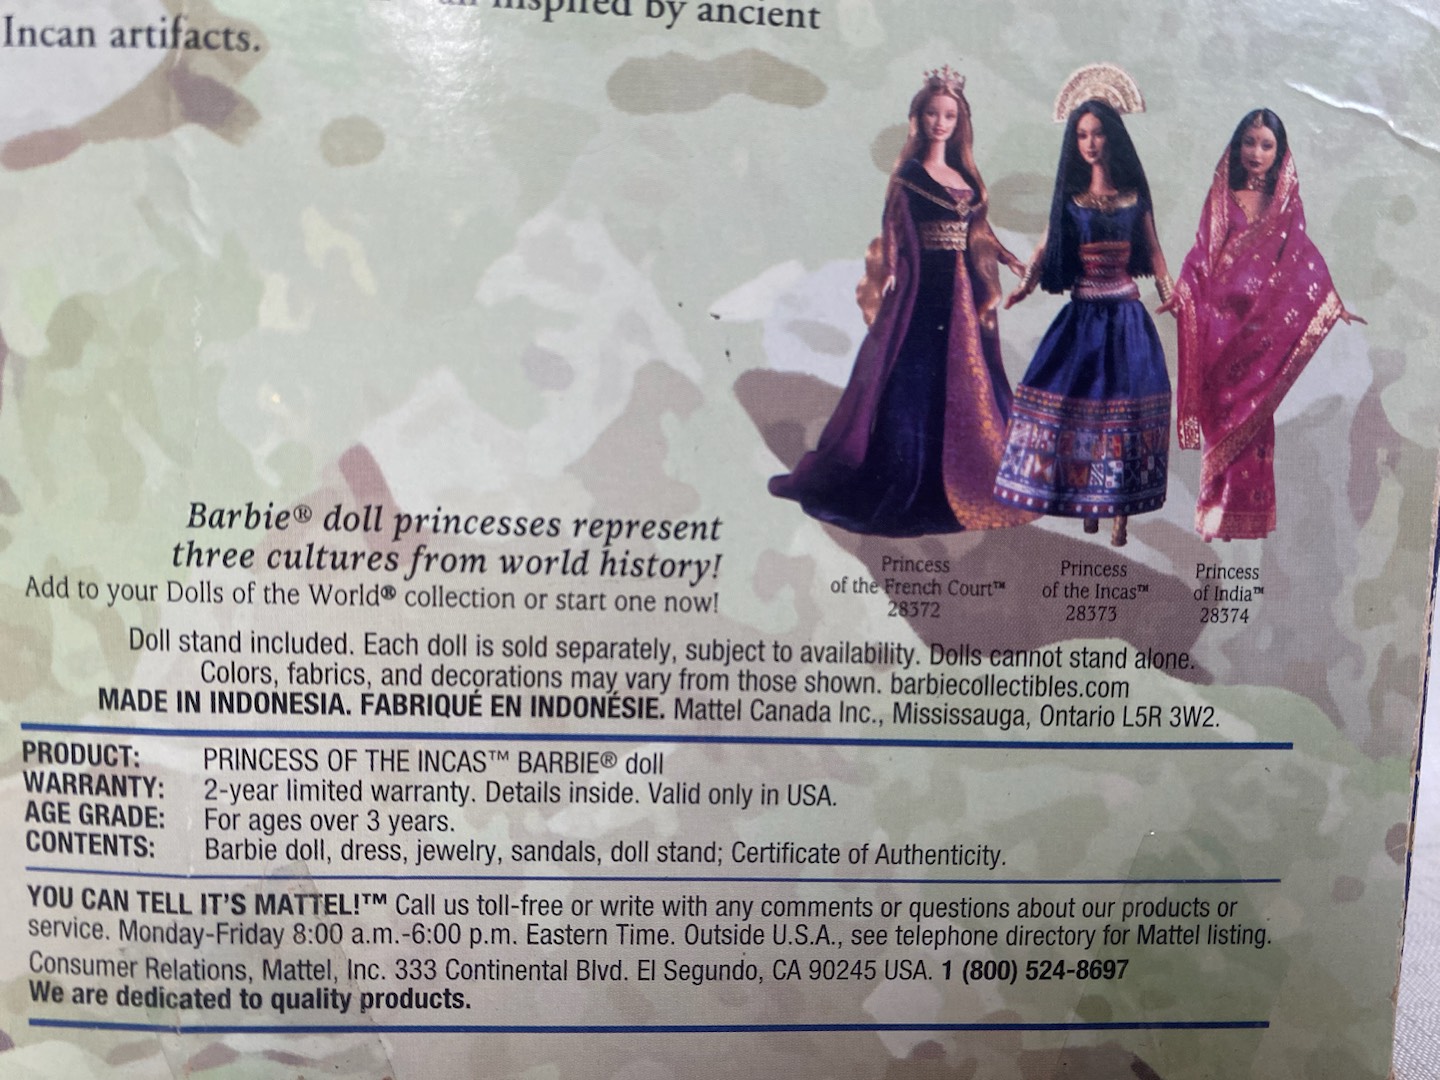 inspired by ancient
Incan artifacts.
Barbie® doll princesses represent
three cultures from world history!
Add to your Dolls of the World® collection or start one now!
Princess
of the French Court™
28372
Princess
of the Incas™
28373
Princess
of India™
28374
Doll stand included. Each doll is sold separately, subject to availability. Dolls cannot stand alone.
Colors, fabrics, and decorations may vary from those shown. barbiecollectibles.com
MADE IN INDONESIA. FABRIQUÉ EN INDONÉSIE. Mattel Canada Inc., Mississauga, Ontario L5R 3W2.
PRODUCT: PRINCESS OF THE INCAS™ BARBIE® doll
WARRANTY: 2-year limited warranty. Details inside. Valid only in USA.
AGE GRADE: For ages over 3 years.
CONTENTS: Barbie doll, dress, jewelry, sandals, doll stand; Certificate of Authenticity.
YOU CAN TELL IT'S MATTEL!™ Call us toll-free or write with any comments or questions about our products or
service. Monday-Friday 8:00 a.m.-6:00 p.m. Eastern Time. Outside U.S.A., see telephone directory for Mattel listing.
Consumer Relations, Mattel, Inc. 333 Continental Blvd. El Segundo, CA 90245 USA. 1 (800) 524-8697
We are dedicated to quality products.